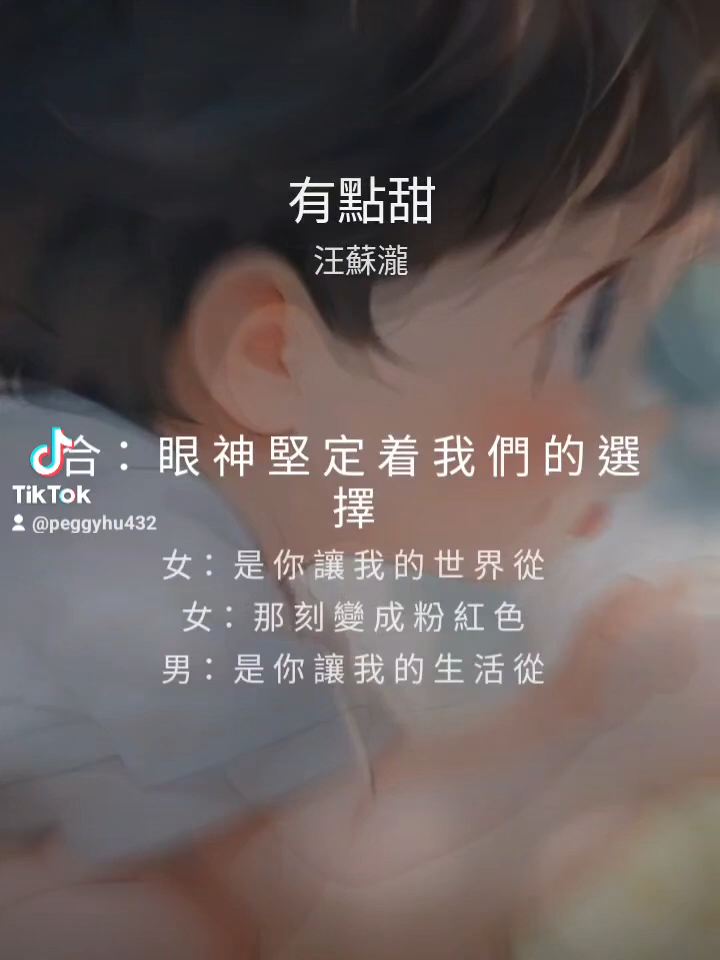 有點甜
汪蘇瀧
合：眼神堅定着我們的選
擇
TikTok
@peggyhu432
女：是你讓我的世界從
女：那刻變成粉紅色
男：是你讓我的生活從